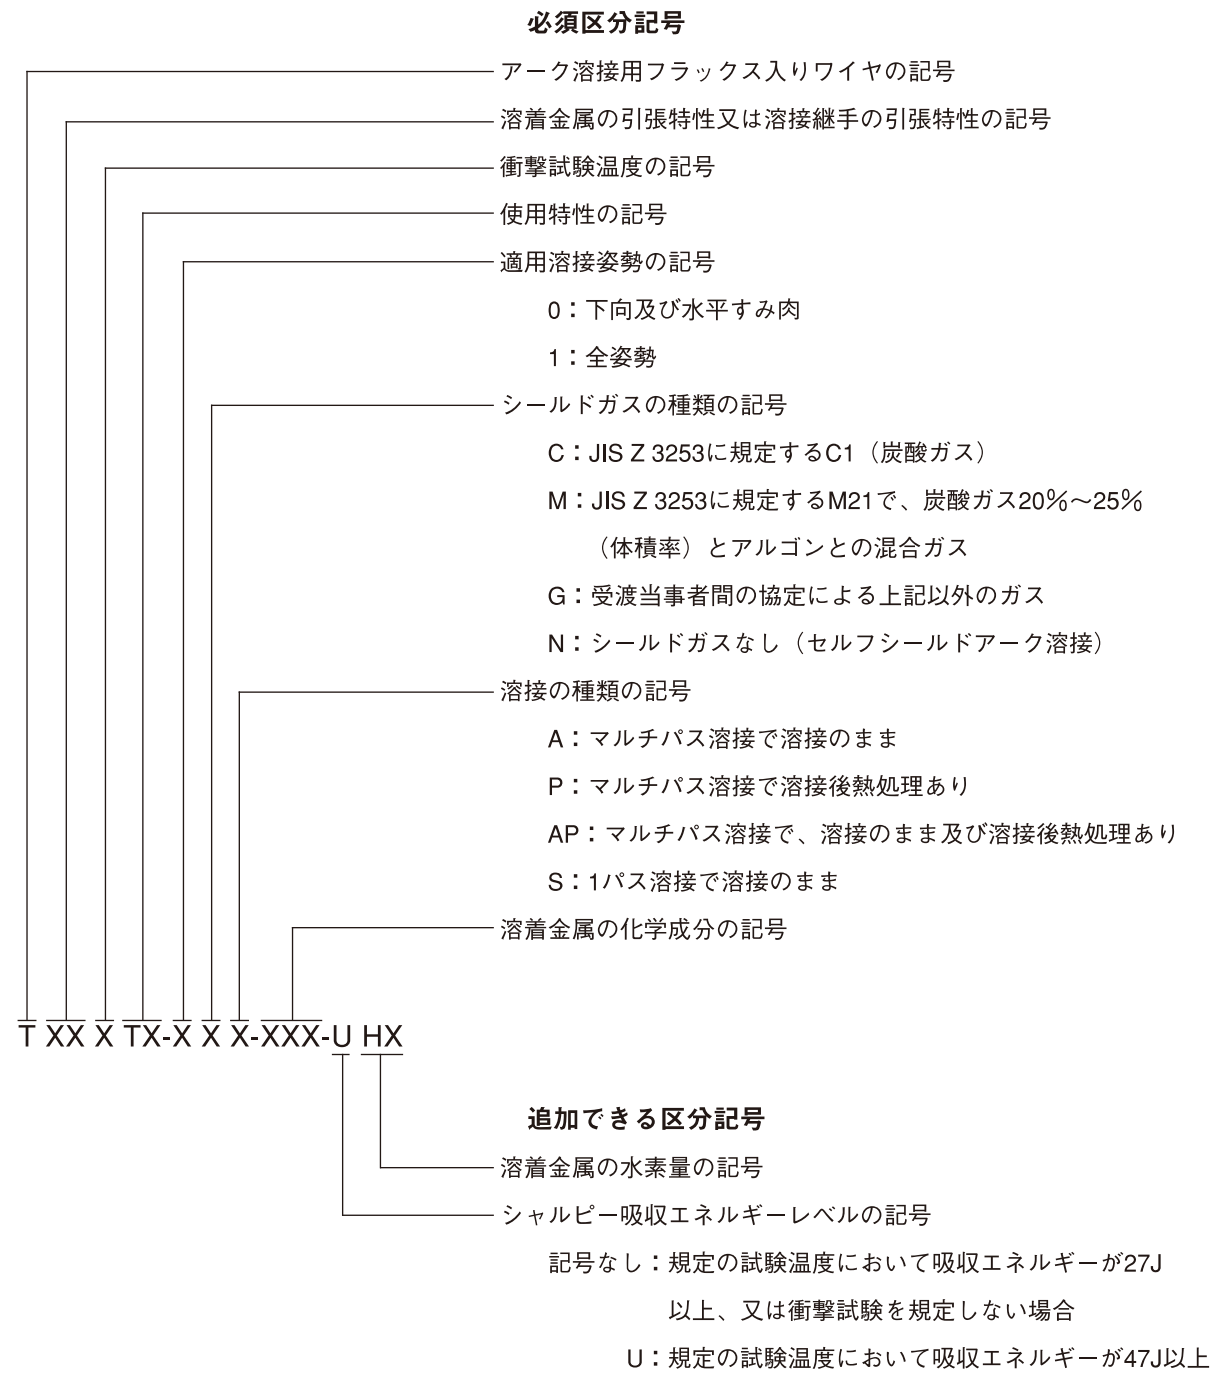 必須区分記号
アーク溶接用フラックス入りワイヤの記号
溶着金属の引張特性又は溶接継手の引張特性の記号
衝撃試験温度の記号
使用特性の記号
適用溶接姿勢の記号
0：下向及び水平すみ肉
1：全姿勢
シールドガスの種類の記号
C：JIS Z 3253に規定するC1（炭酸ガス）
M：JIS Z 3253に規定するM21で、炭酸ガス20％～25％
（体積率）とアルゴンとの混合ガス
G：受渡当事者間の協定による上記以外のガス
N：シールドガスなし（セルフシールドアーク溶接）
溶接の種類の記号
A：マルチパス溶接で溶接のまま
P：マルチパス溶接で溶接後熱処理あり
AP：マルチパス溶接で、溶接のまま及び溶接後熱処理あり
S：1パス溶接で溶接のまま
溶着金属の化学成分の記号
T XX X TX-X X X-XXX-U HX
追加できる区分記号
溶着金属の水素量の記号
シャルピー吸収エネルギーレベルの記号
記号なし：規定の試験温度において吸収エネルギーが27J
以上、又は衝撃試験を規定しない場合
U：規定の試験温度において吸収エネルギーが47J以上